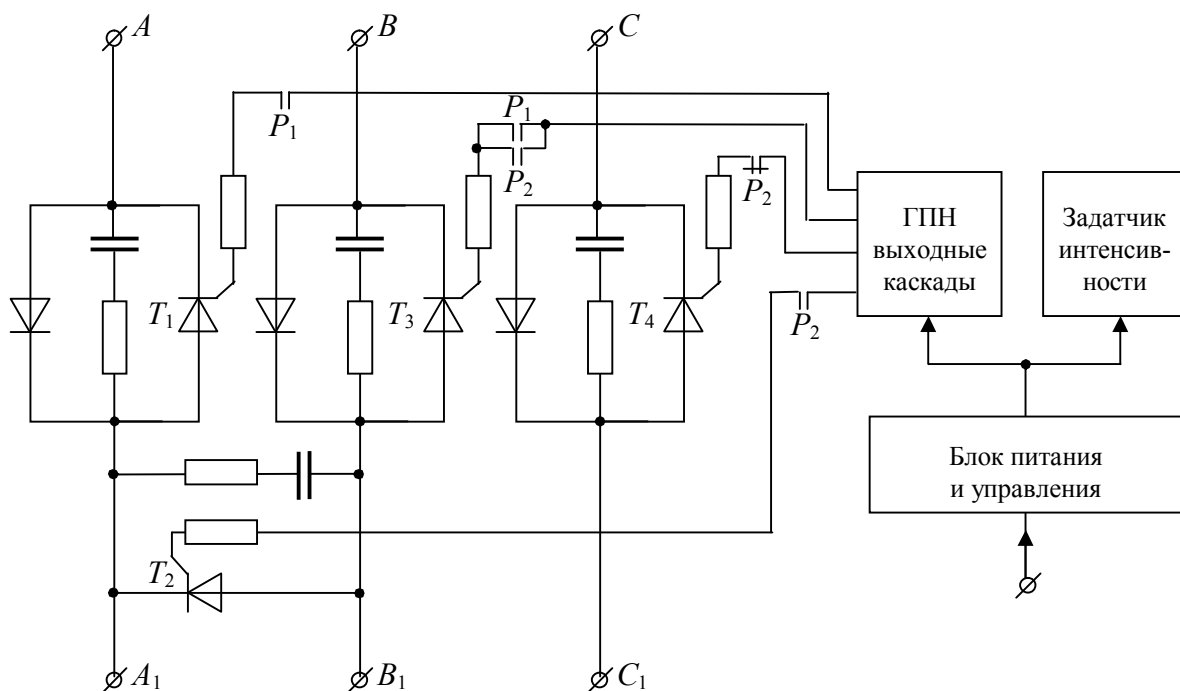 A
B
C
P₁
P₁
P₂
P₂
ГПН
выходные
каскады
Задатчик
интенсив-
ности
T₁
T₃
T₄
P₂
Блок питания
и управления
T₂
A₁
B₁
C₁